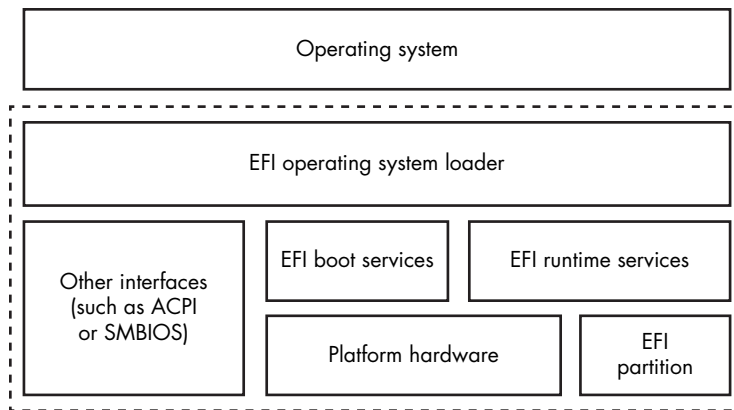 Operating system
EFI operating system loader
Other interfaces
(such as ACPI
or SMBIOS)
EFI boot services
EFI runtime services
Platform hardware
EFI
partition